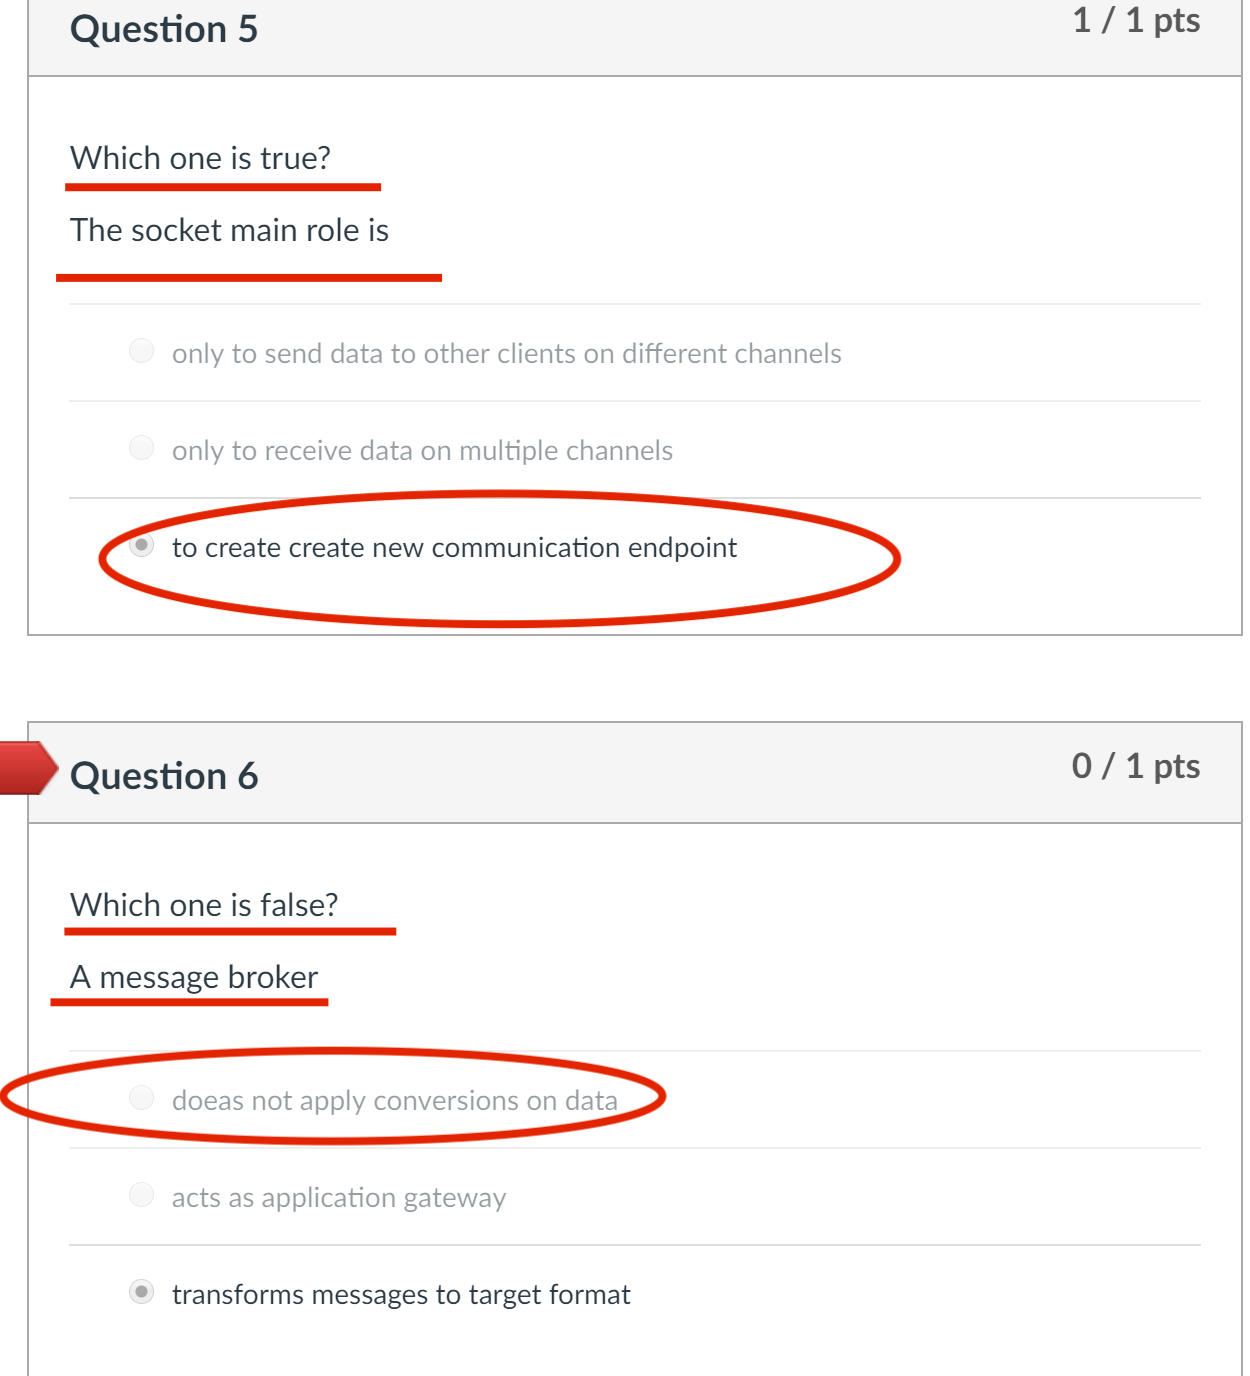 Question 5
1 / 1 pts
Which one is true?
The socket main role is
only to send data to other clients on different channels
only to receive data on multiple channels
to create create new communication endpoint
Question 6
0 / 1 pts
Which one is false?
A message broker
doeas not apply conversions on data
acts as application gateway
transforms messages to target format